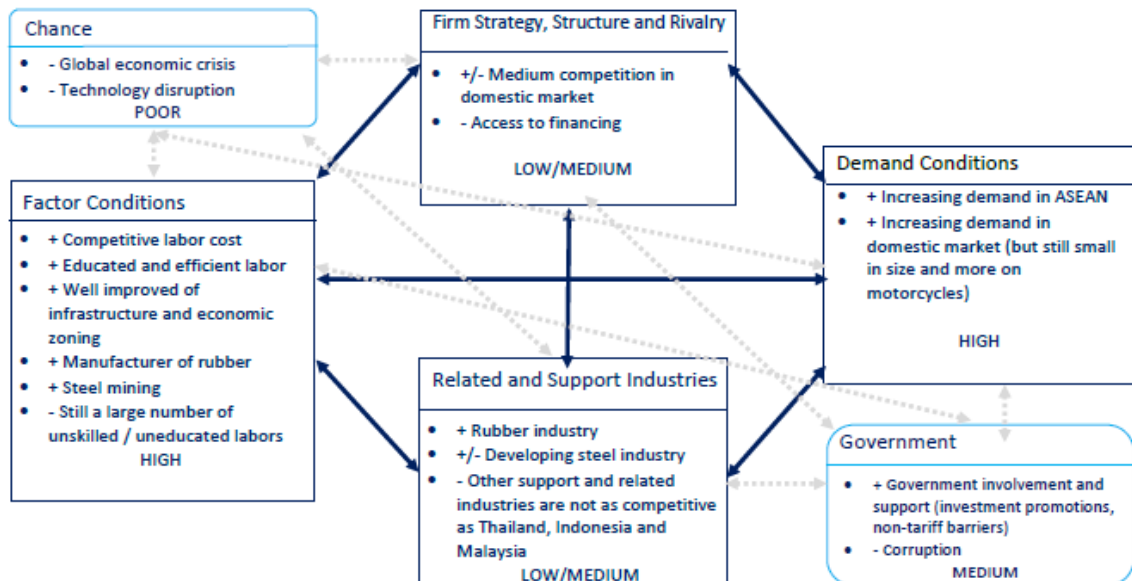 Chance
• - Global economic crisis
• - Technology disruption
POOR
Firm Strategy, Structure and Rivalry
• +/- Medium competition in
domestic market
• - Access to financing
LOW/MEDIUM
Demand Conditions
• + Increasing demand in ASEAN
• + Increasing demand in
domestic market (but still small
in size and more on
motorcycles)
HIGH
Factor Conditions
• + Competitive labor cost
• + Educated and efficient labor
• + Well improved of
infrastructure and economic
zoning
• + Manufacturer of rubber
• + Steel mining
• - Still a large number of
unskilled / uneducated labors
HIGH
Related and Support Industries
• + Rubber industry
• +/- Developing steel industry
• - Other support and related
industries are not as competitive
as Thailand, Indonesia and
Malaysia
LOW/MEDIUM
Government
• + Government involvement and
support (investment promotions,
non-tariff barriers)
• - Corruption
MEDIUM